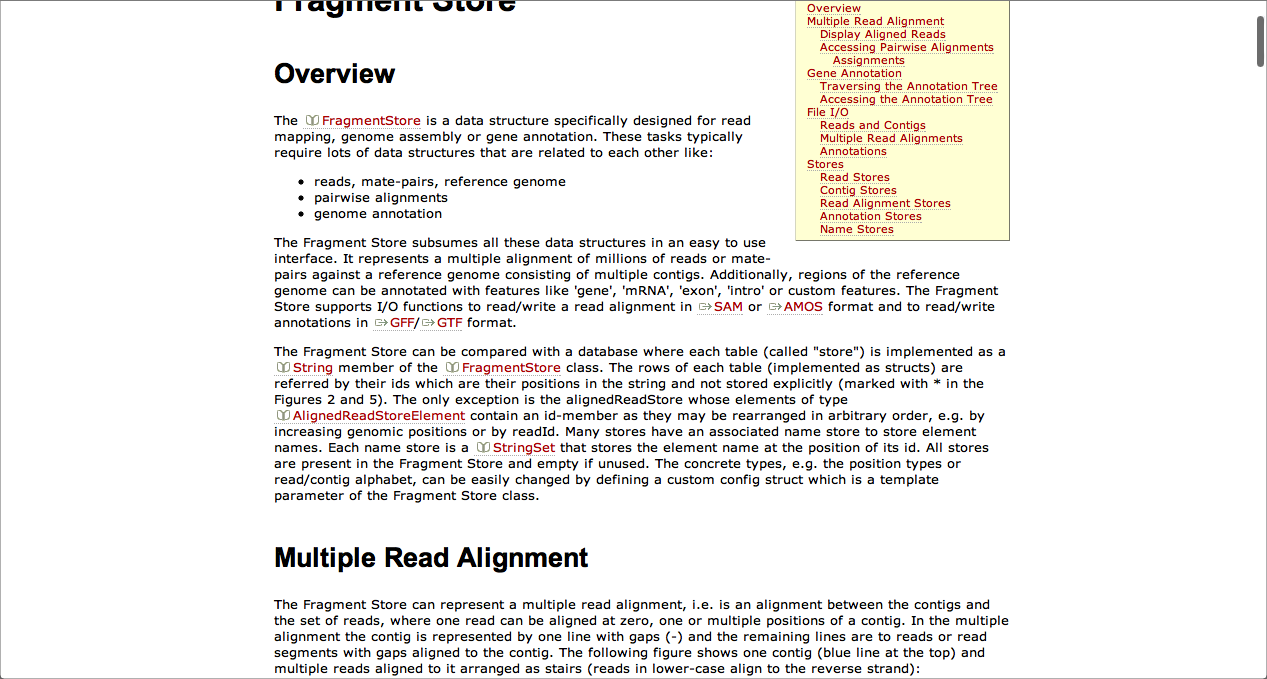 Fragment Store
Overview
Multiple Read Alignment
Display Aligned Reads
Accessing Pairwise Alignments
Assignments
Gene Annotation
Traversing the Annotation Tree
Accessing the Annotation Tree
File I/O
Reads and Contigs
Multiple Read Alignments
Annotations
Stores
Read Stores
Contig Stores
Read Alignment Stores
Annotation Stores
Name Stores
Overview
The FragmentStore is a data structure specifically designed for read
mapping, genome assembly or gene annotation. These tasks typically
require lots of data structures that are related to each other like:
• reads, mate-pairs, reference genome
• pairwise alignments
• genome annotation
The Fragment Store subsumes all these data structures in an easy to use
interface. It represents a multiple alignment of millions of reads or mate-
pairs against a reference genome consisting of multiple contigs. Additionally, regions of the reference
genome can be annotated with features like 'gene', 'mRNA', 'exon', 'intro' or custom features. The Fragment
Store supports I/O functions to read/write a read alignment in SAM or AMOS format and to read/write
annotations in GFF/GTF format.
The Fragment Store can be compared with a database where each table (called "store") is implemented as a
String member of the FragmentStore class. The rows of each table (implemented as structs) are
referred by their ids which are their positions in the string and not stored explicitly (marked with * in the
Figures 2 and 5). The only exception is the alignedReadStore whose elements of type
AlignedReadStoreElement contain an id-member as they may be rearranged in arbitrary order, e.g. by
increasing genomic positions or by readId. Many stores have an associated name store to store element
names. Each name store is a StringSet that stores the element name at the position of its id. All stores
are present in the Fragment Store and empty if unused. The concrete types, e.g. the position types or
read/contig alphabet, can be easily changed by defining a custom config struct which is a template
parameter of the Fragment Store class.
Multiple Read Alignment
The Fragment Store can represent a multiple read alignment, i.e. is an alignment between the contigs and
the set of reads, where one read can be aligned at zero, one or multiple positions of a contig. In the multiple
alignment the contig is represented by one line with gaps (-) and the remaining lines are to reads or read
segments with gaps aligned to the contig. The following figure shows one contig (blue line at the top) and
multiple reads aligned to it arranged as stairs (reads in lower-case align to the reverse strand):